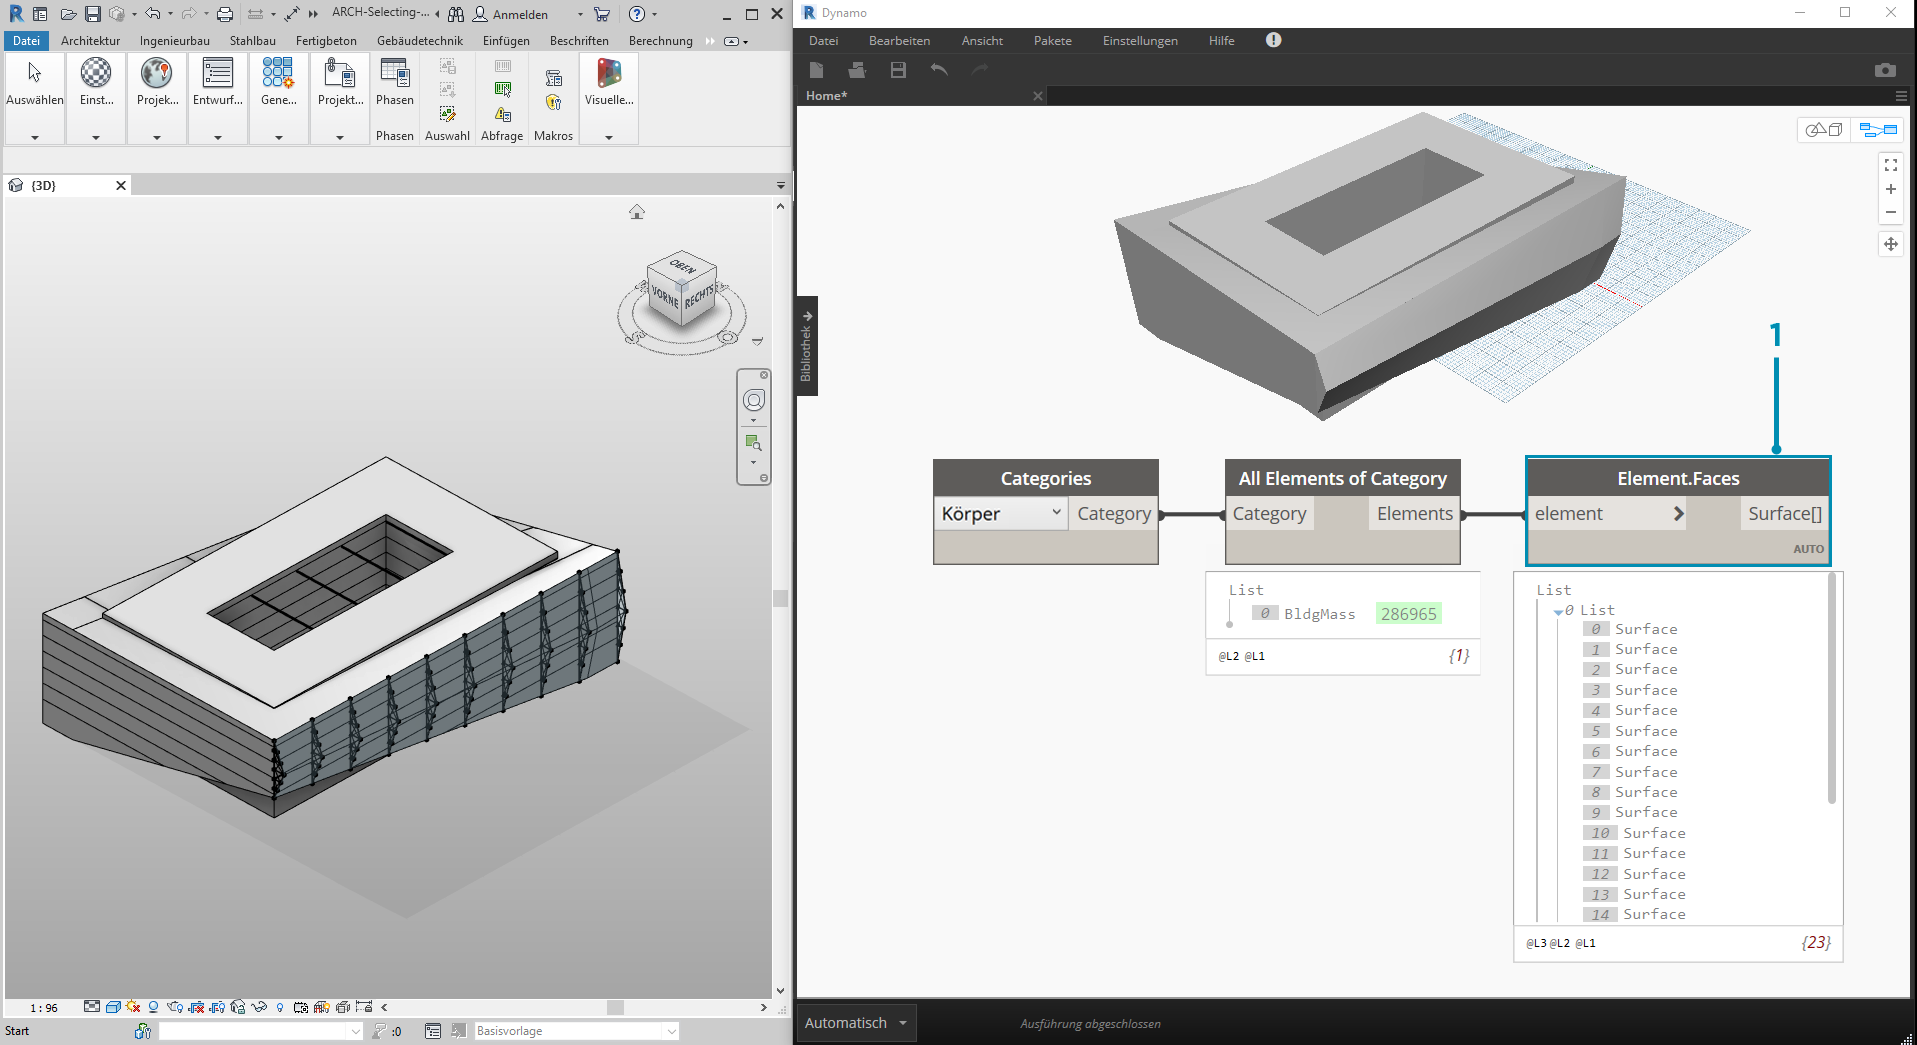 ARCH-Selecting-...
Anmelden
Datei
Architektur
Ingenieurbau
Stahlbau
Fertigbeton
Gebäudetechnik
Einfügen
Beschriften
Berechnung
Auswählen
Einst...
Projek...
Entwurf...
Gene...
Projekt...
Phasen
Visuelle...
Phasen
Auswahl
Abfrage
Makros
{3D}
OBEN
VORNE
RECHTS
1 : 96
Start
:0
Basisvorlage
Dynamo
Datei
Bearbeiten
Ansicht
Pakete
Einstellungen
Hilfe
Home*
Bibliothek
1
Categories
Körper
Category
All Elements of Category
Category
Elements
Element.Faces
element
Surface[]
AUTO
List
0 BldgMass 286965
@L2 @L1
{1}
List
0 List
0 Surface
1 Surface
2 Surface
3 Surface
4 Surface
5 Surface
6 Surface
7 Surface
8 Surface
9 Surface
10 Surface
11 Surface
12 Surface
13 Surface
14 Surface
@L3 @L2 @L1
{23}
Automatisch
Ausführung abgeschlossen